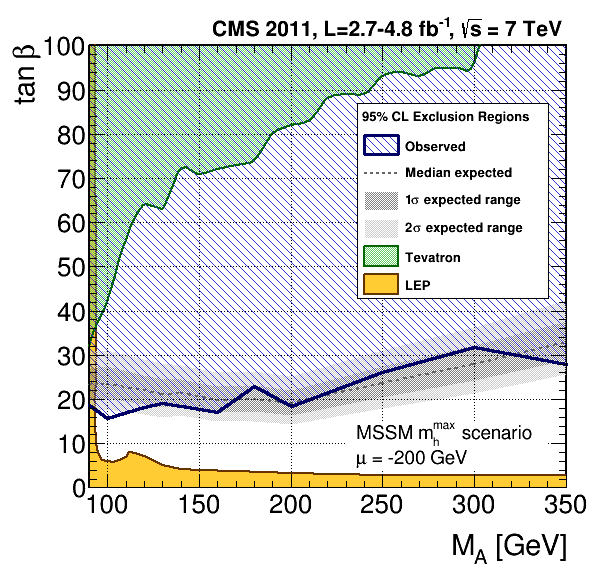 CMS 2011, L=2.7-4.8 fb⁻¹, √s = 7 TeV
tan β
100
90
80
70
60
50
40
30
20
10
0
95% CL Exclusion Regions
Observed
Median expected
1σ expected range
2σ expected range
Tevatron
LEP
MSSM mₕᵐᵃˣ scenario
μ = -200 GeV
100 150 200 250 300 350
M_A [GeV]